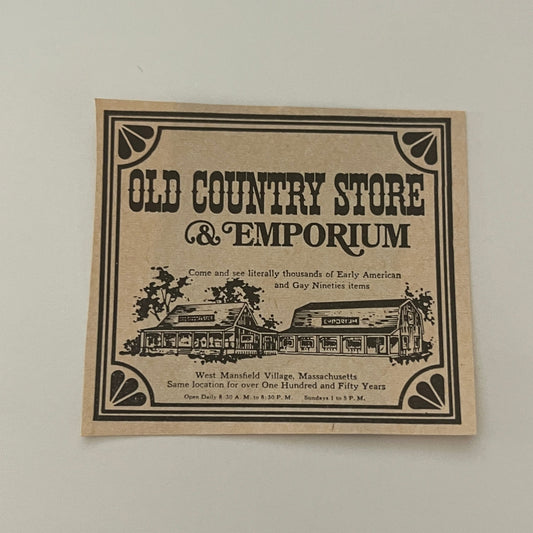 OLD COUNTRY STORE
& EMPORIUM
Come and see literally thousands of Early American
and Gay Nineties items
EMPORIUM
West Mansfield Village, Massachusetts
Same location for over One Hundred and Fifty Years
Open Daily 8:30 A.M. to 8:30 P.M. Sundays 1 to 5 P.M.